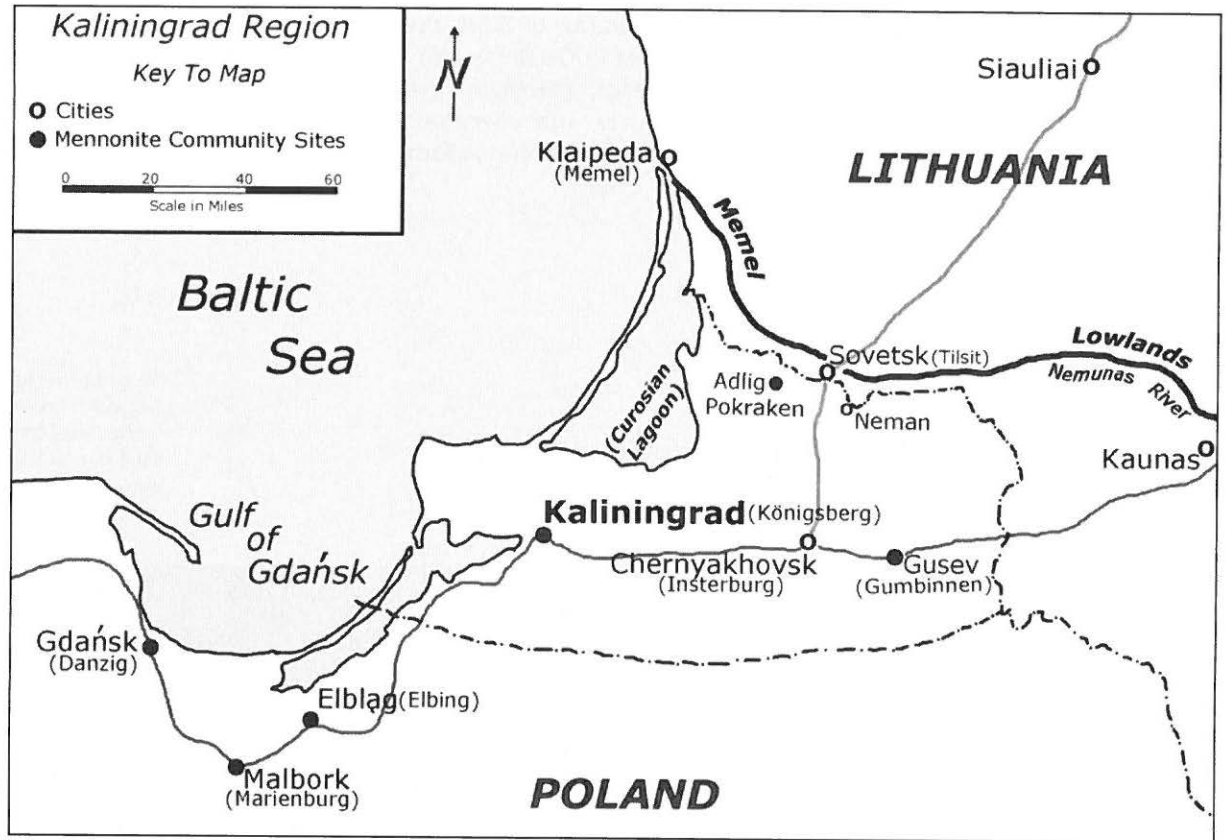 Kaliningrad Region
Key To Map
Cities
Mennonite Community Sites
0 20 40 60
Scale in Miles
N
Siauliai
Klaipeda
(Memel)
LITHUANIA
Memel
Baltic
Sea
Lowlands
Sovetsk (Tilsit)
Nemunas River
Adlig
Pokraken
Neman
(Curosian
Lagoon)
Kaunas
Kaliningrad (Königsberg)
Gulf
of
Gdańsk
Chernyakhovsk
(Insterburg)
Gusev
(Gumbinnen)
Gdańsk
(Danzig)
Elbląg (Elbing)
Malbork
(Marienburg)
POLAND